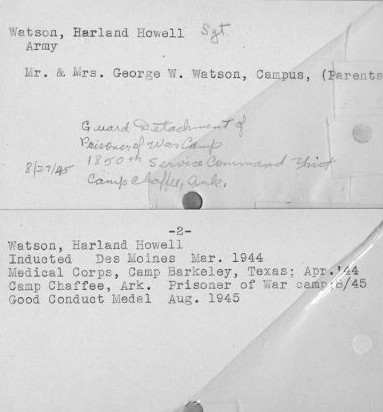 Watson, Harland Howell Sgt.
Army
Mr. & Mrs. George W. Watson, Campus, (Parents
Guard Detachment of
Prisoner of War Camp
1850th Service Command Unit
8/27/45
Camp Chaffee, Ark.
-2-
Watson, Harland Howell
Inducted Des Moines Mar. 1944
Medical Corps, Camp Barkeley, Texas; Apr.'44
Camp Chaffee, Ark. Prisoner of War camp;8/45
Good Conduct Medal Aug. 1945